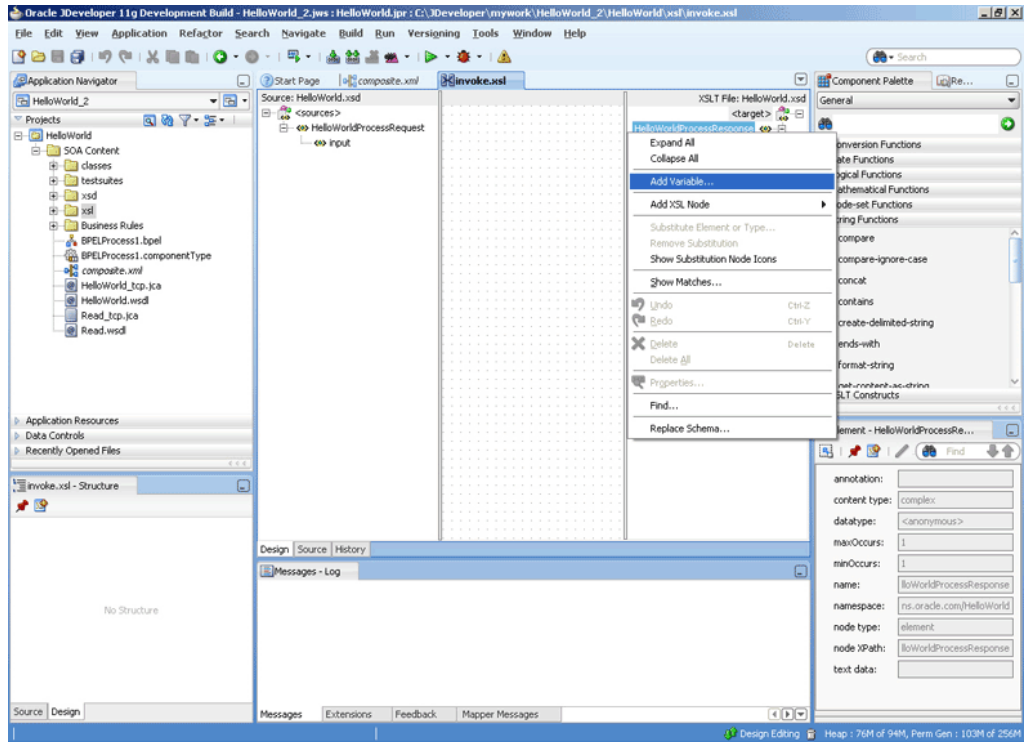 Oracle JDeveloper 11g Development Build - HelloWorld_2.jws : HelloWorld.jpr : C:\JDeveloper\mywork\HelloWorld_2\HelloWorld\xsl\invoke.xsl
File Edit View Application Refactor Search Navigate Build Run Versioning Tools Window Help
Search
Application Navigator
HelloWorld_2
Projects
HelloWorld
SOA Content
classes
testsuites
xsd
xsl
Business Rules
BPELProcess1.bpel
BPELProcess1.componentType
composite.xml
HelloWorld_tcp.jca
HelloWorld.wsdl
Read_tcp.jca
Read.wsdl
Application Resources
Data Controls
Recently Opened Files
invoke.xsl - Structure
No Structure
Source Design
Start Page composite.xml invoke.xsl
Source: HelloWorld.xsd
<sources>
HelloWorldProcessRequest
input
XSLT File: HelloWorld.xsd
<target>
HelloWorldProcessResponse
Expand All
Collapse All
Add Variable...
Add XSL Node
Substitute Element or Type...
Remove Substitution
Show Substitution Node Icons
Show Matches...
Undo Ctrl-Z
Redo Ctrl-Y
Delete Delete
Delete All
Properties...
Find...
Replace Schema...
Design Source History
Messages - Log
Messages Extensions Feedback Mapper Messages
Component Palette Re...
General
onversion Functions
ate Functions
ogical Functions
athematical Functions
ode-set Functions
tring Functions
compare
compare-ignore-case
concat
contains
create-delimited-string
ends-with
format-string
get-content-as-string
SLT Constructs
lement - HelloWorldProcessRe...
Find
annotation:
content type: complex
datatype: <anonymous>
maxOccurs: 1
minOccurs: 1
name: lloWorldProcessResponse
namespace: ns.oracle.com/HelloWorld
node type: element
node XPath: lloWorldProcessResponse
text data:
Design Editing Heap : 76M of 94M, Perm Gen : 103M of 256M